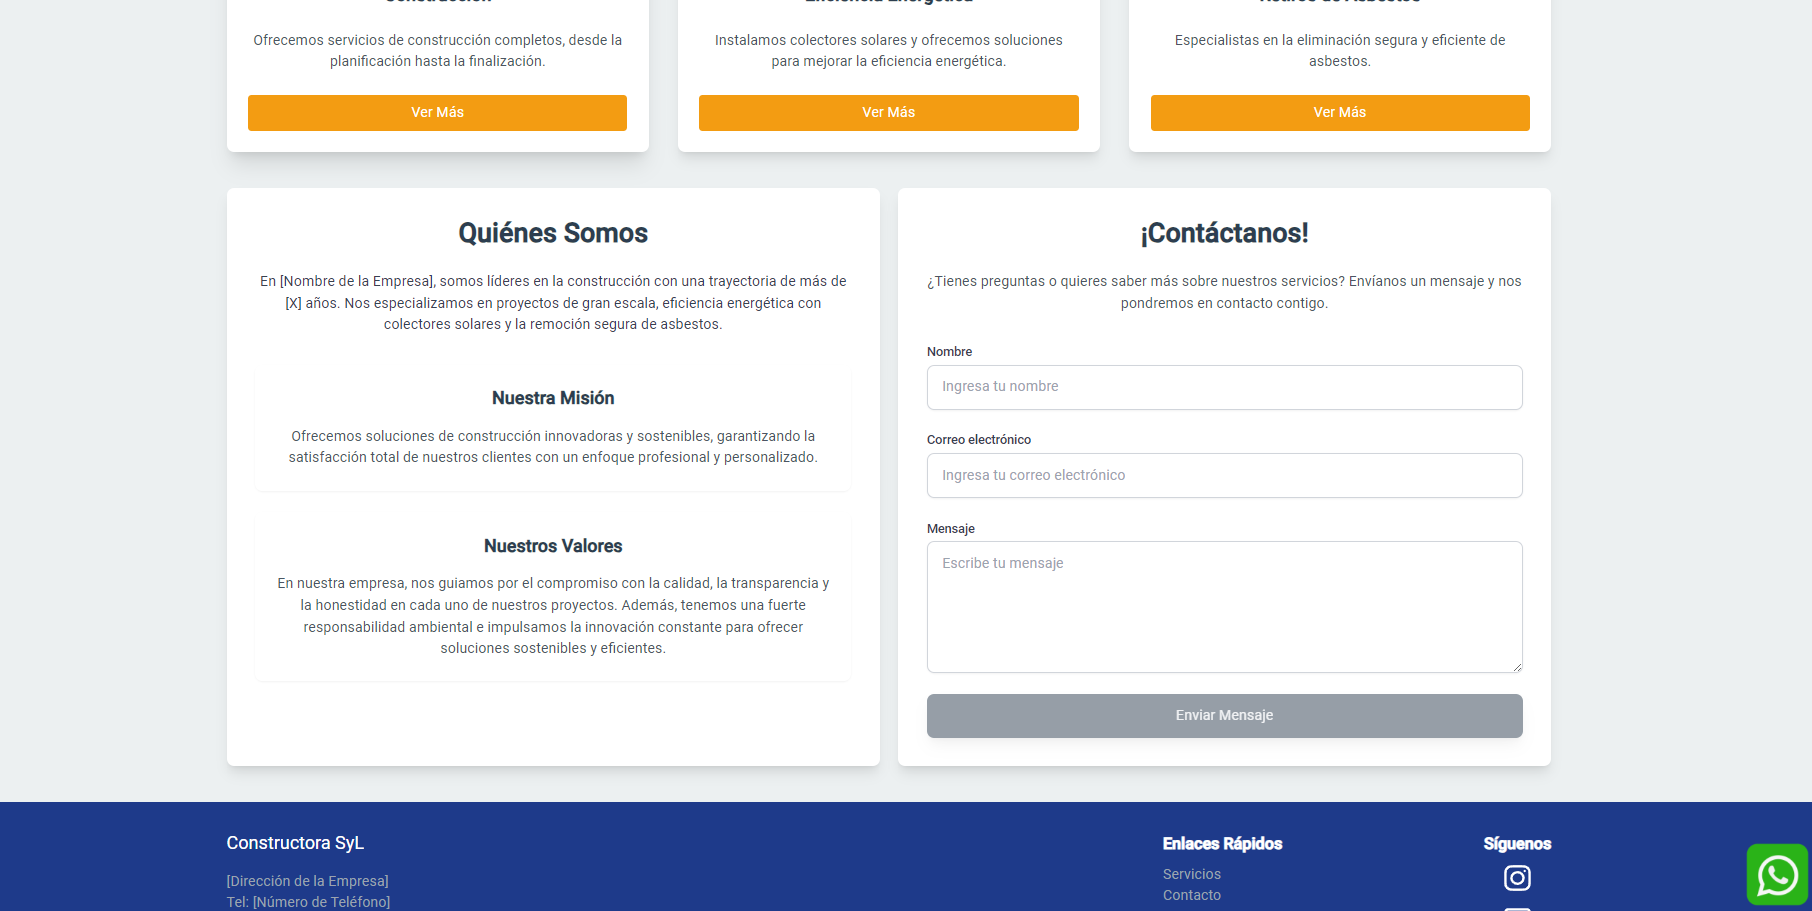 Construcción
Eficiencia Energética
Retiros de Asbestos
Ofrecemos servicios de construcción completos, desde la
planificación hasta la finalización.
Instalamos colectores solares y ofrecemos soluciones
para mejorar la eficiencia energética.
Especialistas en la eliminación segura y eficiente de
asbestos.
Ver Más
Ver Más
Ver Más
Quiénes Somos
En [Nombre de la Empresa], somos líderes en la construcción con una trayectoria de más de
[X] años. Nos especializamos en proyectos de gran escala, eficiencia energética con
colectores solares y la remoción segura de asbestos.
Nuestra Misión
Ofrecemos soluciones de construcción innovadoras y sostenibles, garantizando la
satisfacción total de nuestros clientes con un enfoque profesional y personalizado.
Nuestros Valores
En nuestra empresa, nos guiamos por el compromiso con la calidad, la transparencia y
la honestidad en cada uno de nuestros proyectos. Además, tenemos una fuerte
responsabilidad ambiental e impulsamos la innovación constante para ofrecer
soluciones sostenibles y eficientes.
¡Contáctanos!
¿Tienes preguntas o quieres saber más sobre nuestros servicios? Envíanos un mensaje y nos
pondremos en contacto contigo.
Nombre
Ingresa tu nombre
Correo electrónico
Ingresa tu correo electrónico
Mensaje
Escribe tu mensaje
Enviar Mensaje
Constructora SyL
[Dirección de la Empresa]
Tel: [Número de Teléfono]
Enlaces Rápidos
Servicios
Contacto
Síguenos